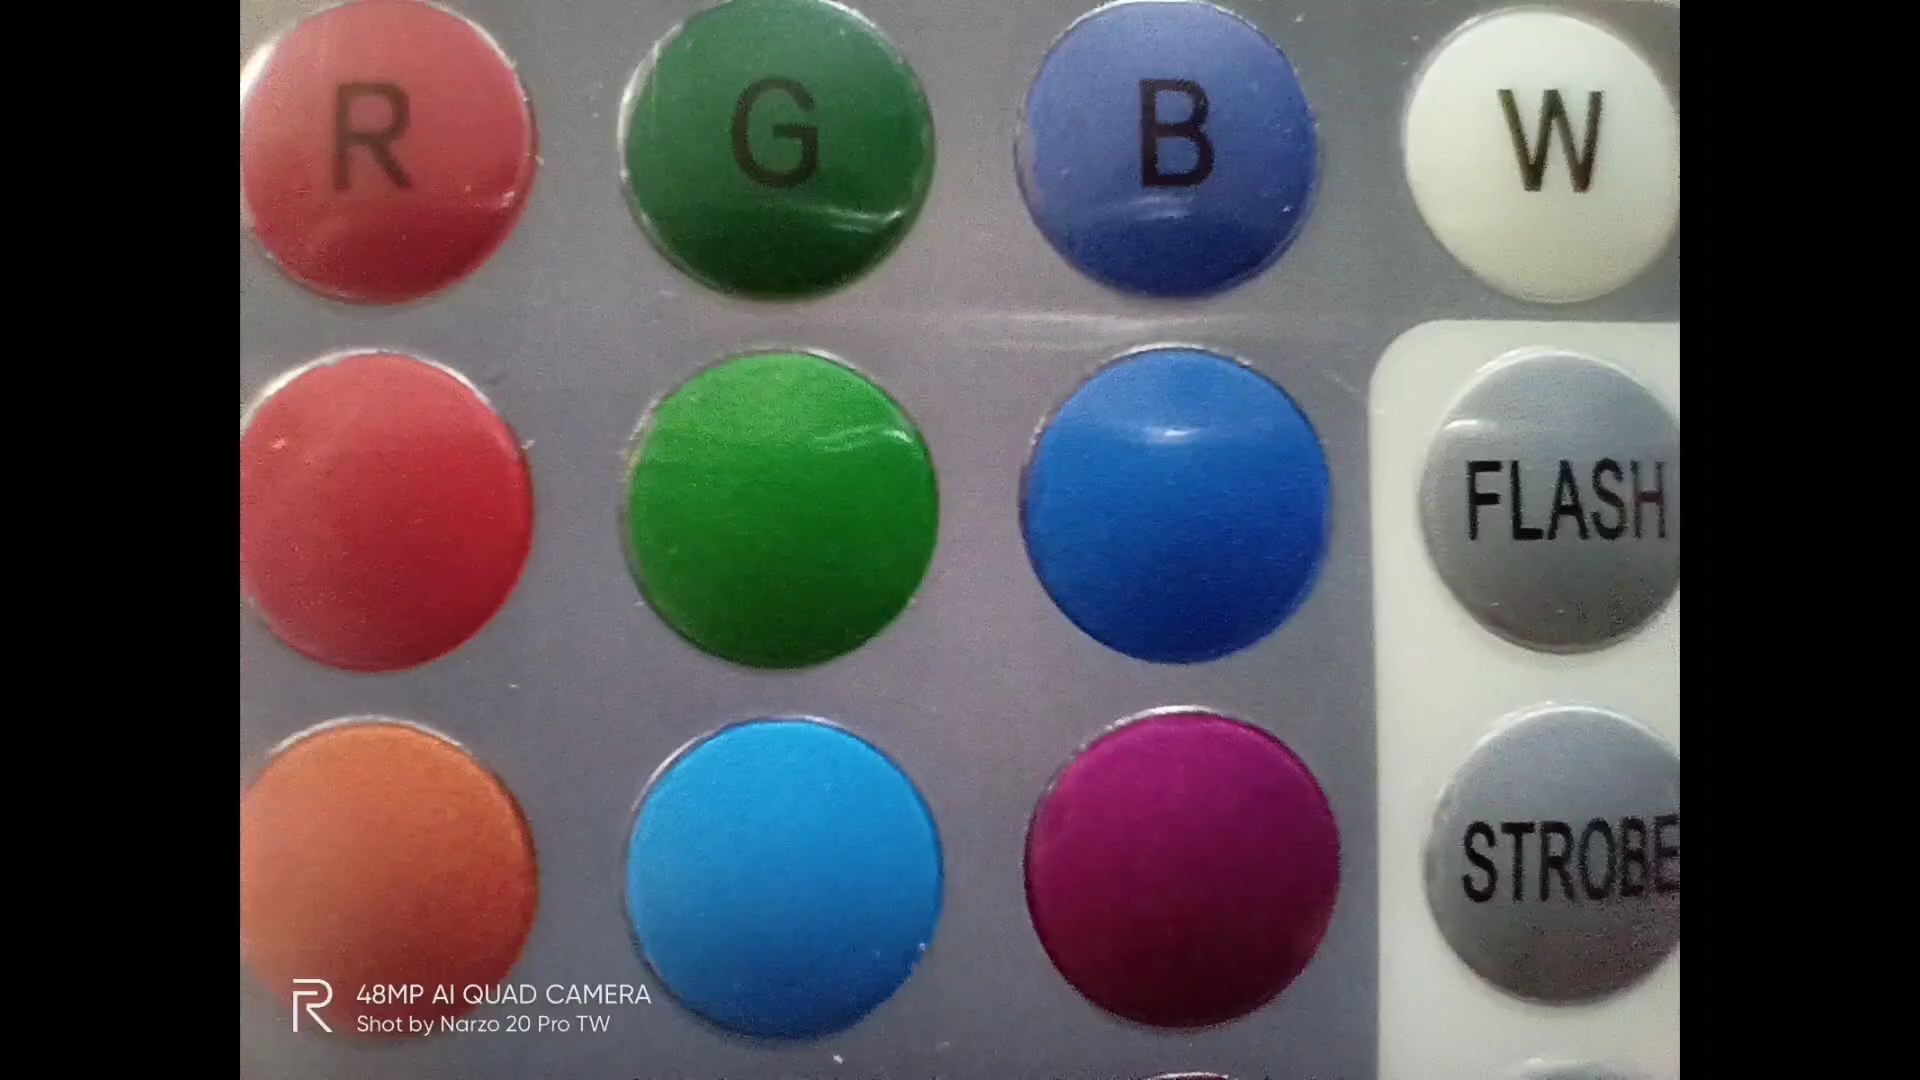 R G B W
FLASH
STROBE
48MP AI QUAD CAMERA
Shot by Narzo 20 Pro TW